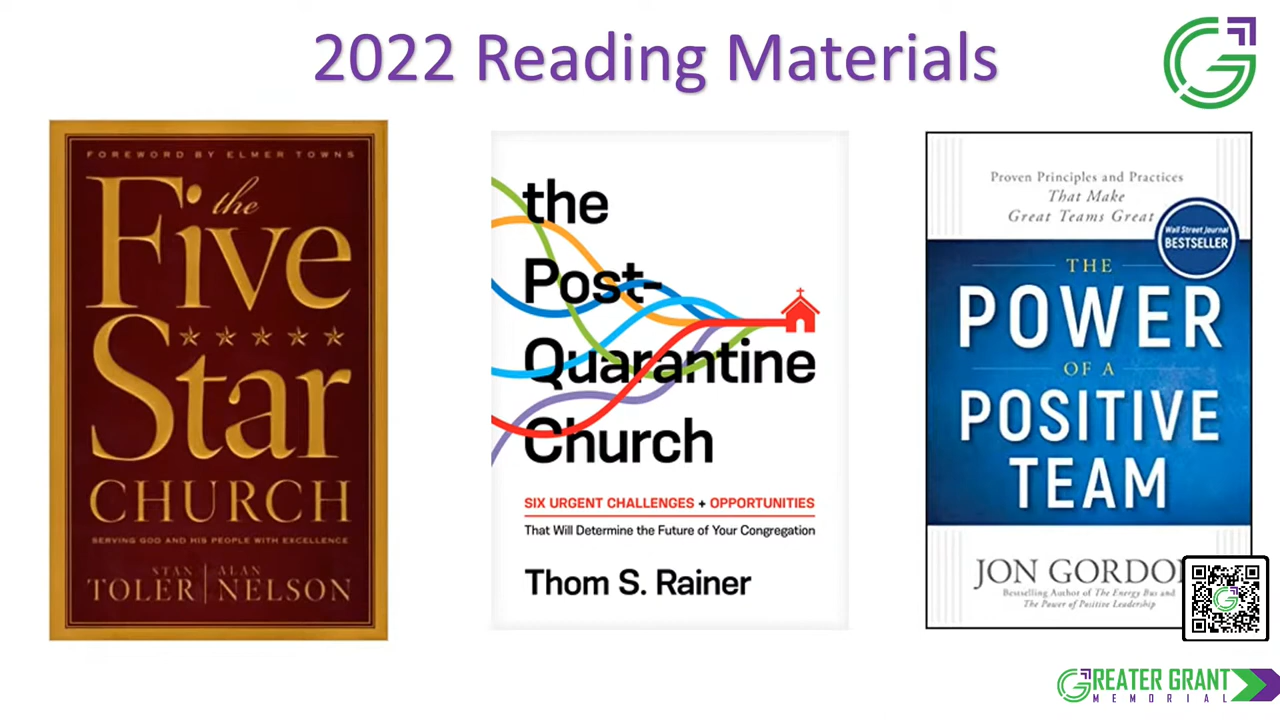 2022 Reading Materials
FOREWORD BY ELMER TOWNS
the
Five
Star
CHURCH
SERVING GOD AND HIS PEOPLE WITH EXCELLENCE
STAN TOLER | ALAN NELSON
the
Post-
Quarantine
Church
SIX URGENT CHALLENGES + OPPORTUNITIES
That Will Determine the Future of Your Congregation
Thom S. Rainer
Proven Principles and Practices
That Make
Great Teams Great
Wall Street Journal
BESTSELLER
THE
POWER
OF A
POSITIVE
TEAM
JON GORDON
Bestselling Author of The Energy Bus and
The Power of Positive Leadership
GREATER GRANT
MEMORIAL